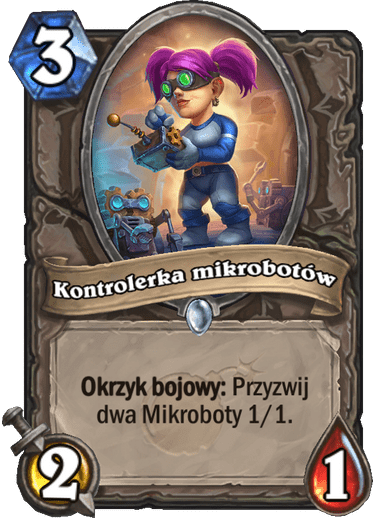 3
Kontrolerka mikrobotów
Okrzyk bojowy: Przyzwij
dwa Mikroboty 1/1.
2
1